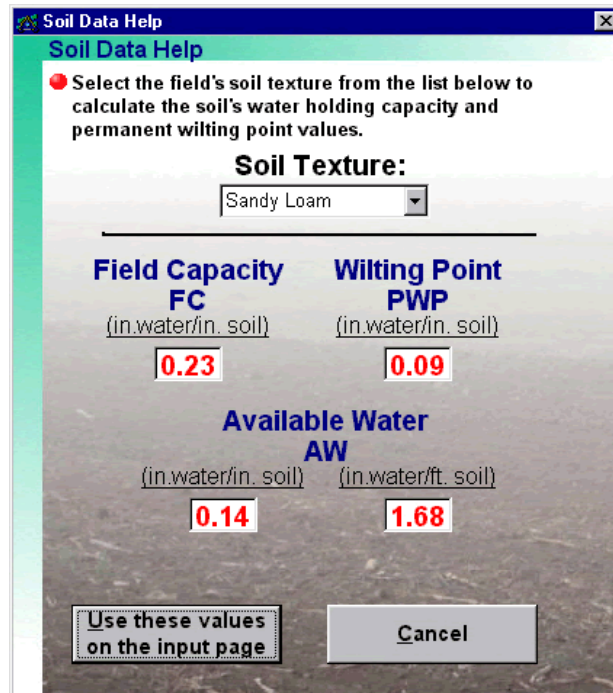 Soil Data Help
Soil Data Help
Select the field's soil texture from the list below to
calculate the soil's water holding capacity and
permanent wilting point values.
Soil Texture:
Sandy Loam
Field Capacity
FC
(in.water/in. soil)
0.23
Wilting Point
PWP
(in.water/in. soil)
0.09
Available Water
AW
(in.water/in. soil)
0.14
(in.water/ft. soil)
1.68
Use these values
on the input page
Cancel